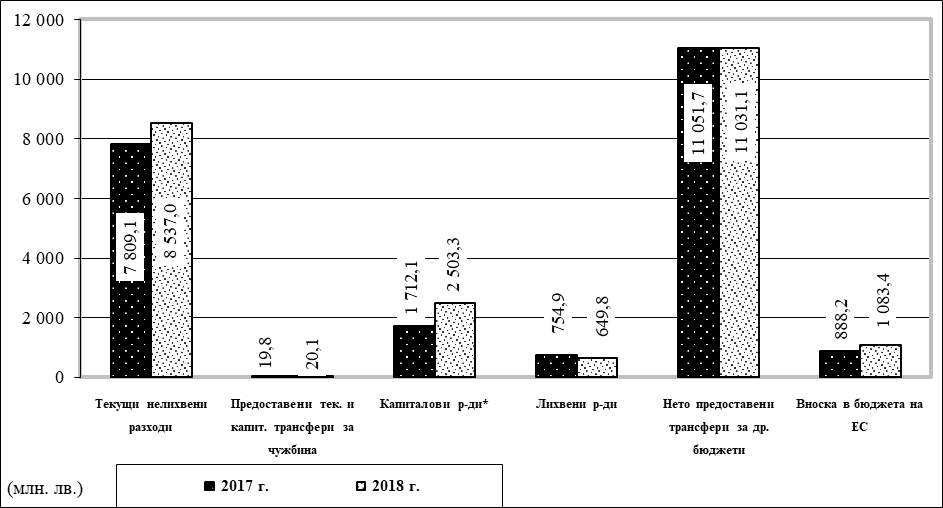 12 000
10 000
8 000
6 000
4 000
2 000
0
7 809,1
8 537,0
19,8
20,1
1 712,1
2 503,3
754,9
649,8
11 051,7
11 031,1
888,2
1 083,4
Текущи нелихвени
разходи
Предоставени тек. и
капит. трансфери за
чужбина
Капиталови р-ди*
Лихвени р-ди
Нето предоставени
трансфери за др.
бюджети
Вноска в бюджета на
ЕС
(млн. лв.)
2017 г.
2018 г.